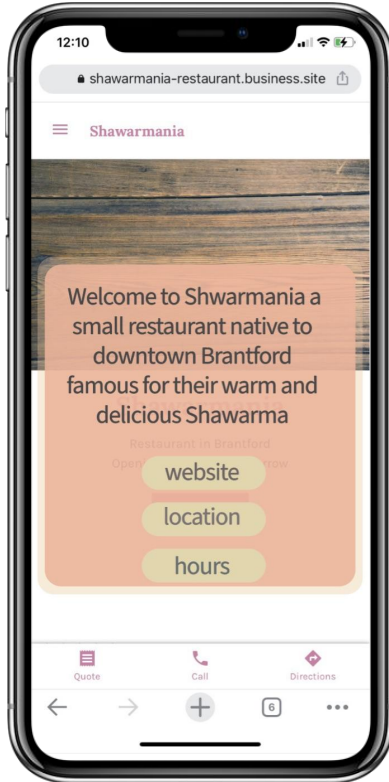 12:10
shawarmania-restaurant.business.site
Shawarmania
Welcome to Shwarmania a
small restaurant native to
downtown Brantford
famous for their warm and
delicious Shawarma
Shawarmania
Restaurant in Brantford
website
location
hours
Quote
Call
Directions
6